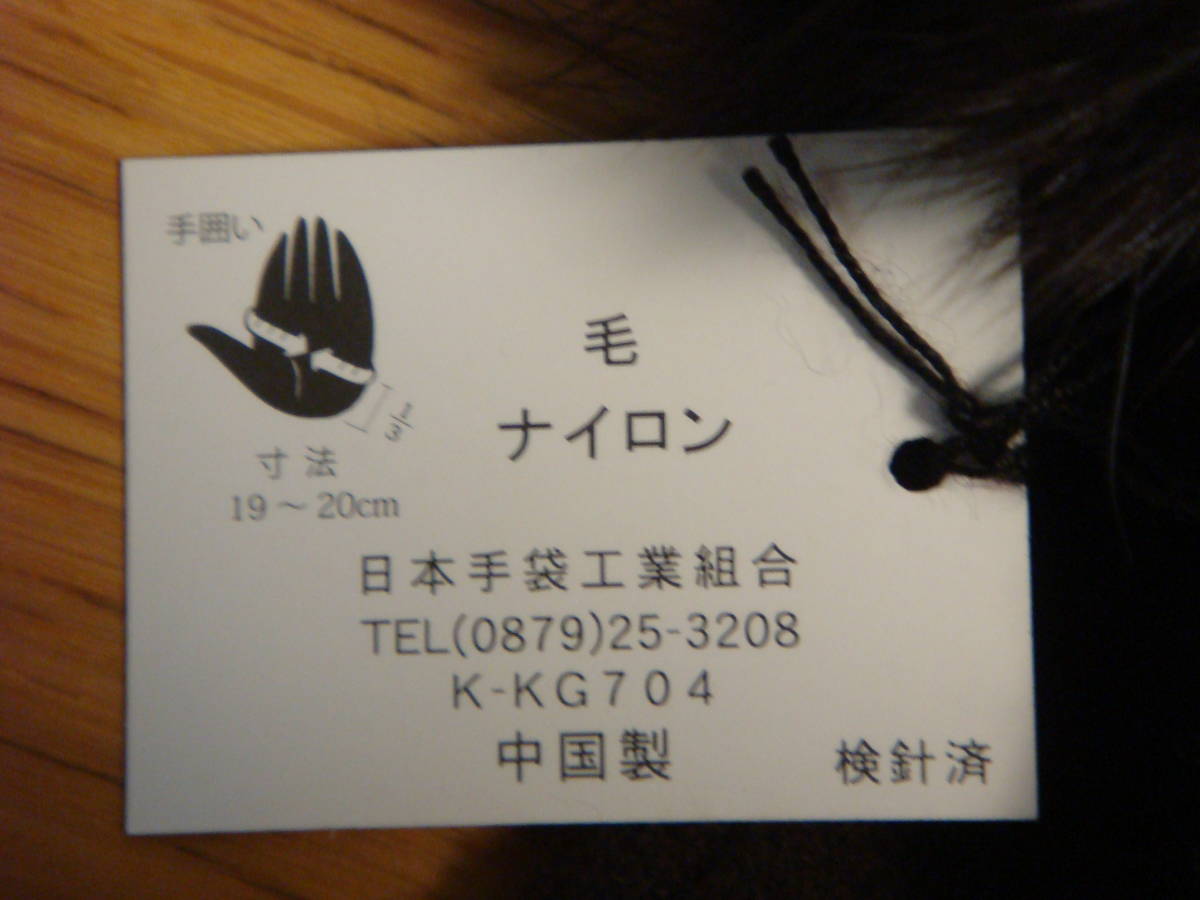 手囲い
1/3
寸法
19～20cm
毛
ナイロン
日本手袋工業組合
TEL(0879)25-3208
K-KG704
中国製
検針済